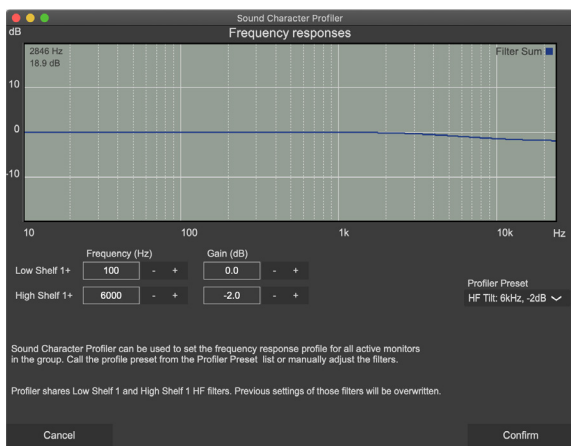 Sound Character Profiler
dB
Frequency responses
2846 Hz
18.9 dB
Filter Sum
10
0
-10
10 100 1k 10k Hz
Frequency (Hz) Gain (dB)
Low Shelf 1+ 100 - + 0.0 - +
Profiler Preset
High Shelf 1+ 6000 - + -2.0 - + HF Tilt: 6kHz, -2dB
Sound Character Profiler can be used to set the frequency response profile for all active monitors
in the group. Call the profile preset from the Profiler Preset list or manually adjust the filters.
Profiler shares Low Shelf 1 and High Shelf 1 HF filters. Previous settings of those filters will be overwritten.
Cancel Confirm